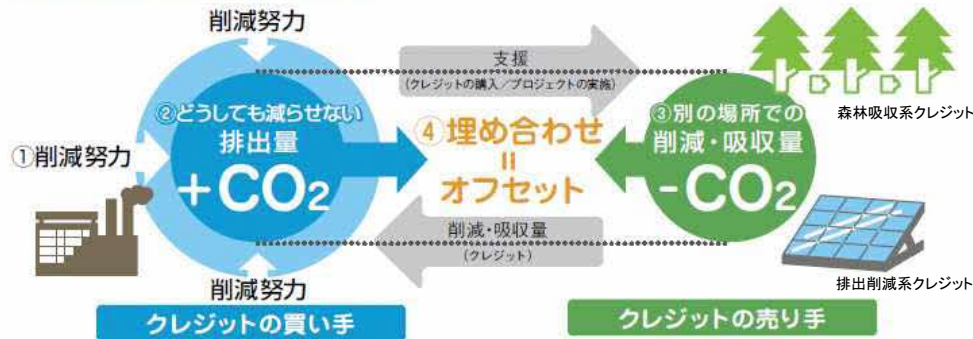 削減努力
支援
(クレジットの購入/プロジェクトの実施)
森林吸収系クレジット
①削減努力
②どうしても減らせない
排出量
+CO2
④埋め合わせ
=
オフセット
③別の場所での
削減・吸収量
-CO2
削減・吸収量
(クレジット)
排出削減系クレジット
削減努力
クレジットの買い手
クレジットの売り手